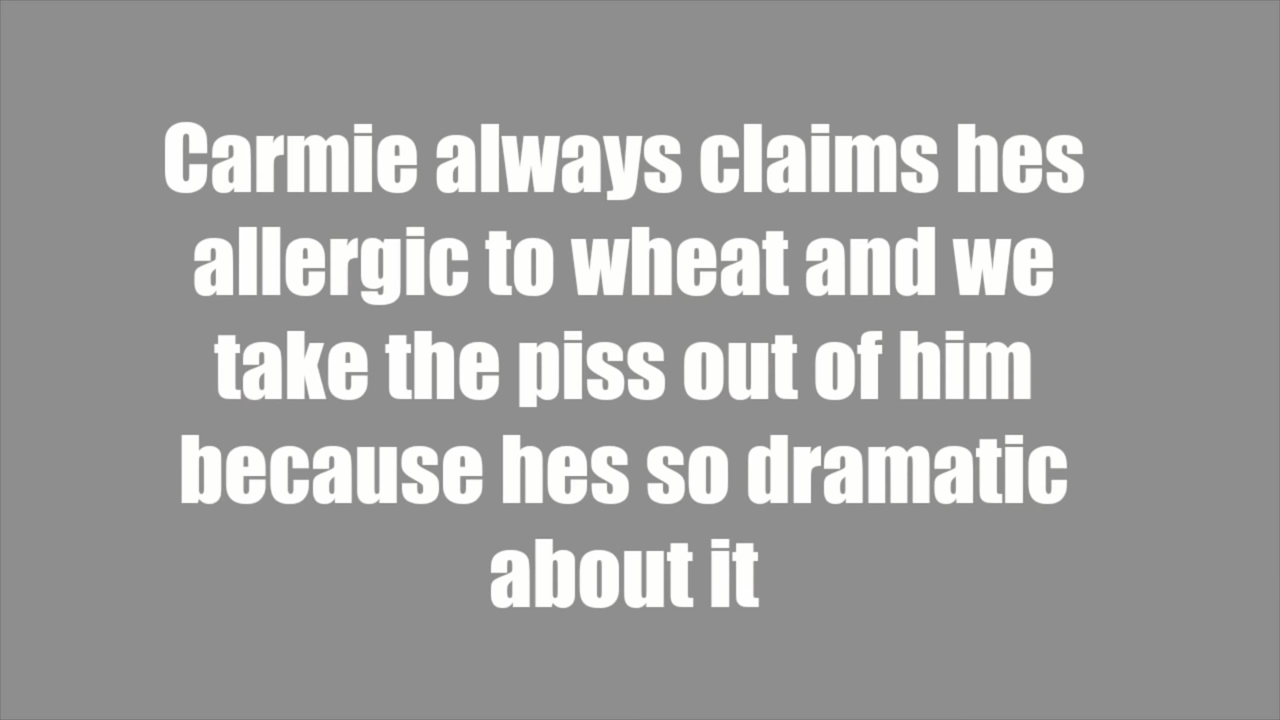 Carmie always claims hes
allergic to wheat and we
take the piss out of him
because hes so dramatic
about it